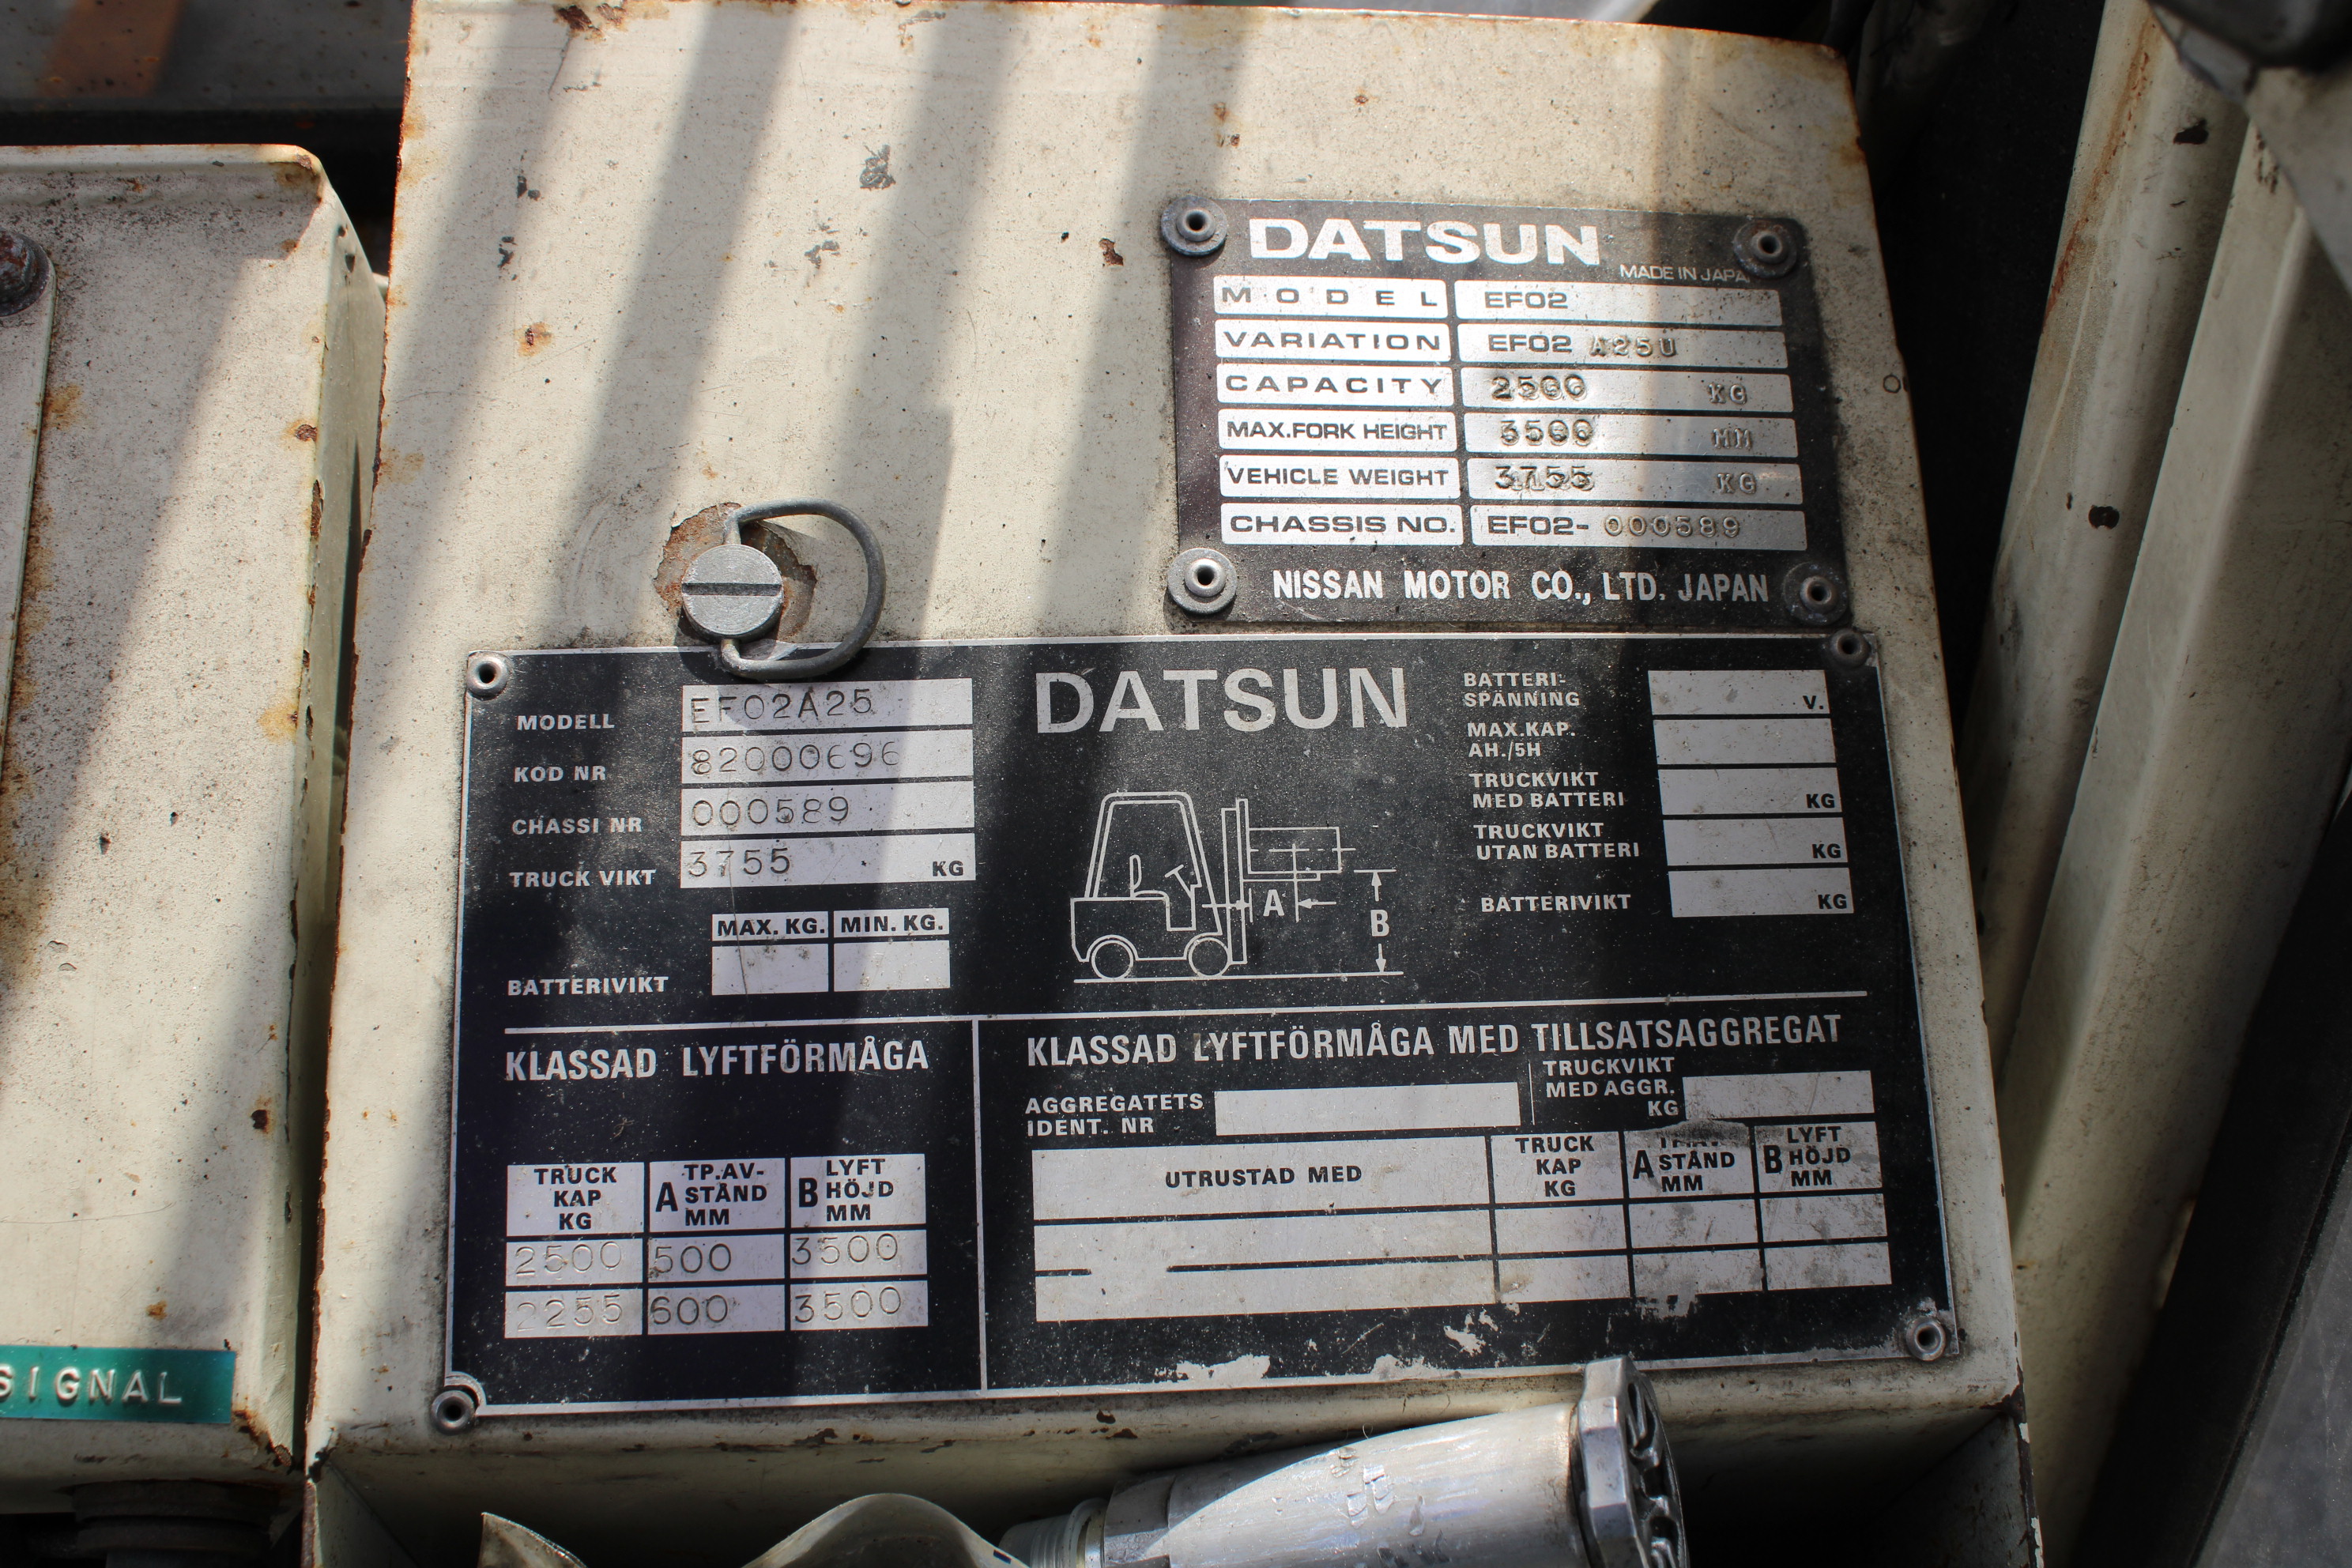 DATSUN
MADE IN JAPAN
MODEL EF02
VARIATION EF02 A25U
CAPACITY 2500 KG
MAX.FORK HEIGHT 3500 MM
VEHICLE WEIGHT 3755 KG
CHASSIS NO. EF02-000589
NISSAN MOTOR CO., LTD. JAPAN
DATSUN
MODELL EF02A25
KOD NR 82000696
CHASSI NR 000589
TRUCK VIKT 3755 KG
MAX. KG. MIN. KG.
BATTERIVIKT
A
B
BATTERI-
SPÄNNING V.
MAX.KAP.
AH./5H
TRUCKVIKT
MED BATTERI KG
TRUCKVIKT
UTAN BATTERI KG
BATTERIVIKT KG
KLASSAD LYFTFÖRMÅGA
TRUCK
KAP
KG
A TP.AV-
STÅND
MM
B LYFT
HÖJD
MM
2500 500 3500
2255 600 3500
KLASSAD LYFTFÖRMÅGA MED TILLSATSAGGREGAT
AGGREGATETS
IDENT. NR
TRUCKVIKT
MED AGGR.
KG
UTRUSTAD MED
TRUCK
KAP
KG
A STÅND
MM
B LYFT
HÖJD
MM
SIGNAL